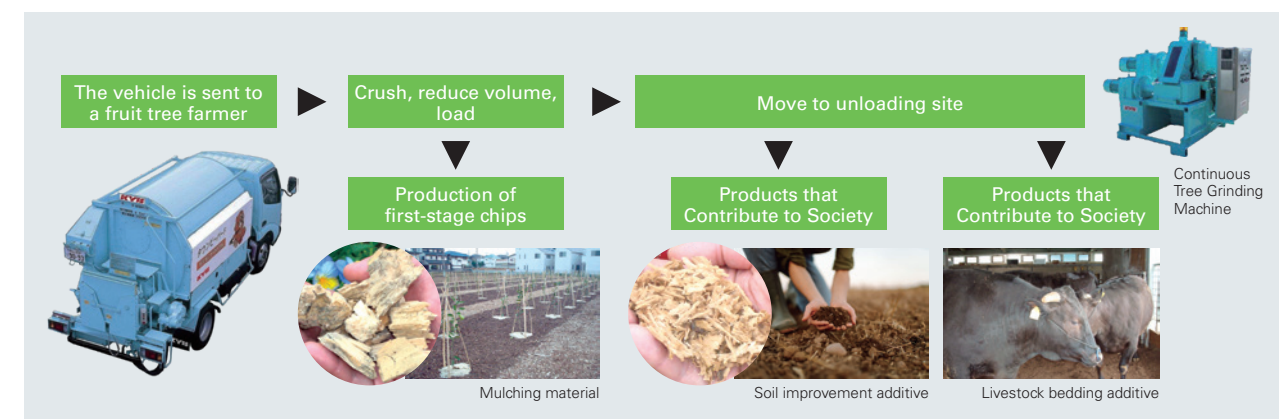 The vehicle is sent to
a fruit tree farmer
Crush, reduce volume,
load
Move to unloading site
Continuous
Tree Grinding
Machine
Production of
first-stage chips
Products that
Contribute to Society
Products that
Contribute to Society
KYB
KYB
Mulching material
Soil improvement additive
Livestock bedding additive